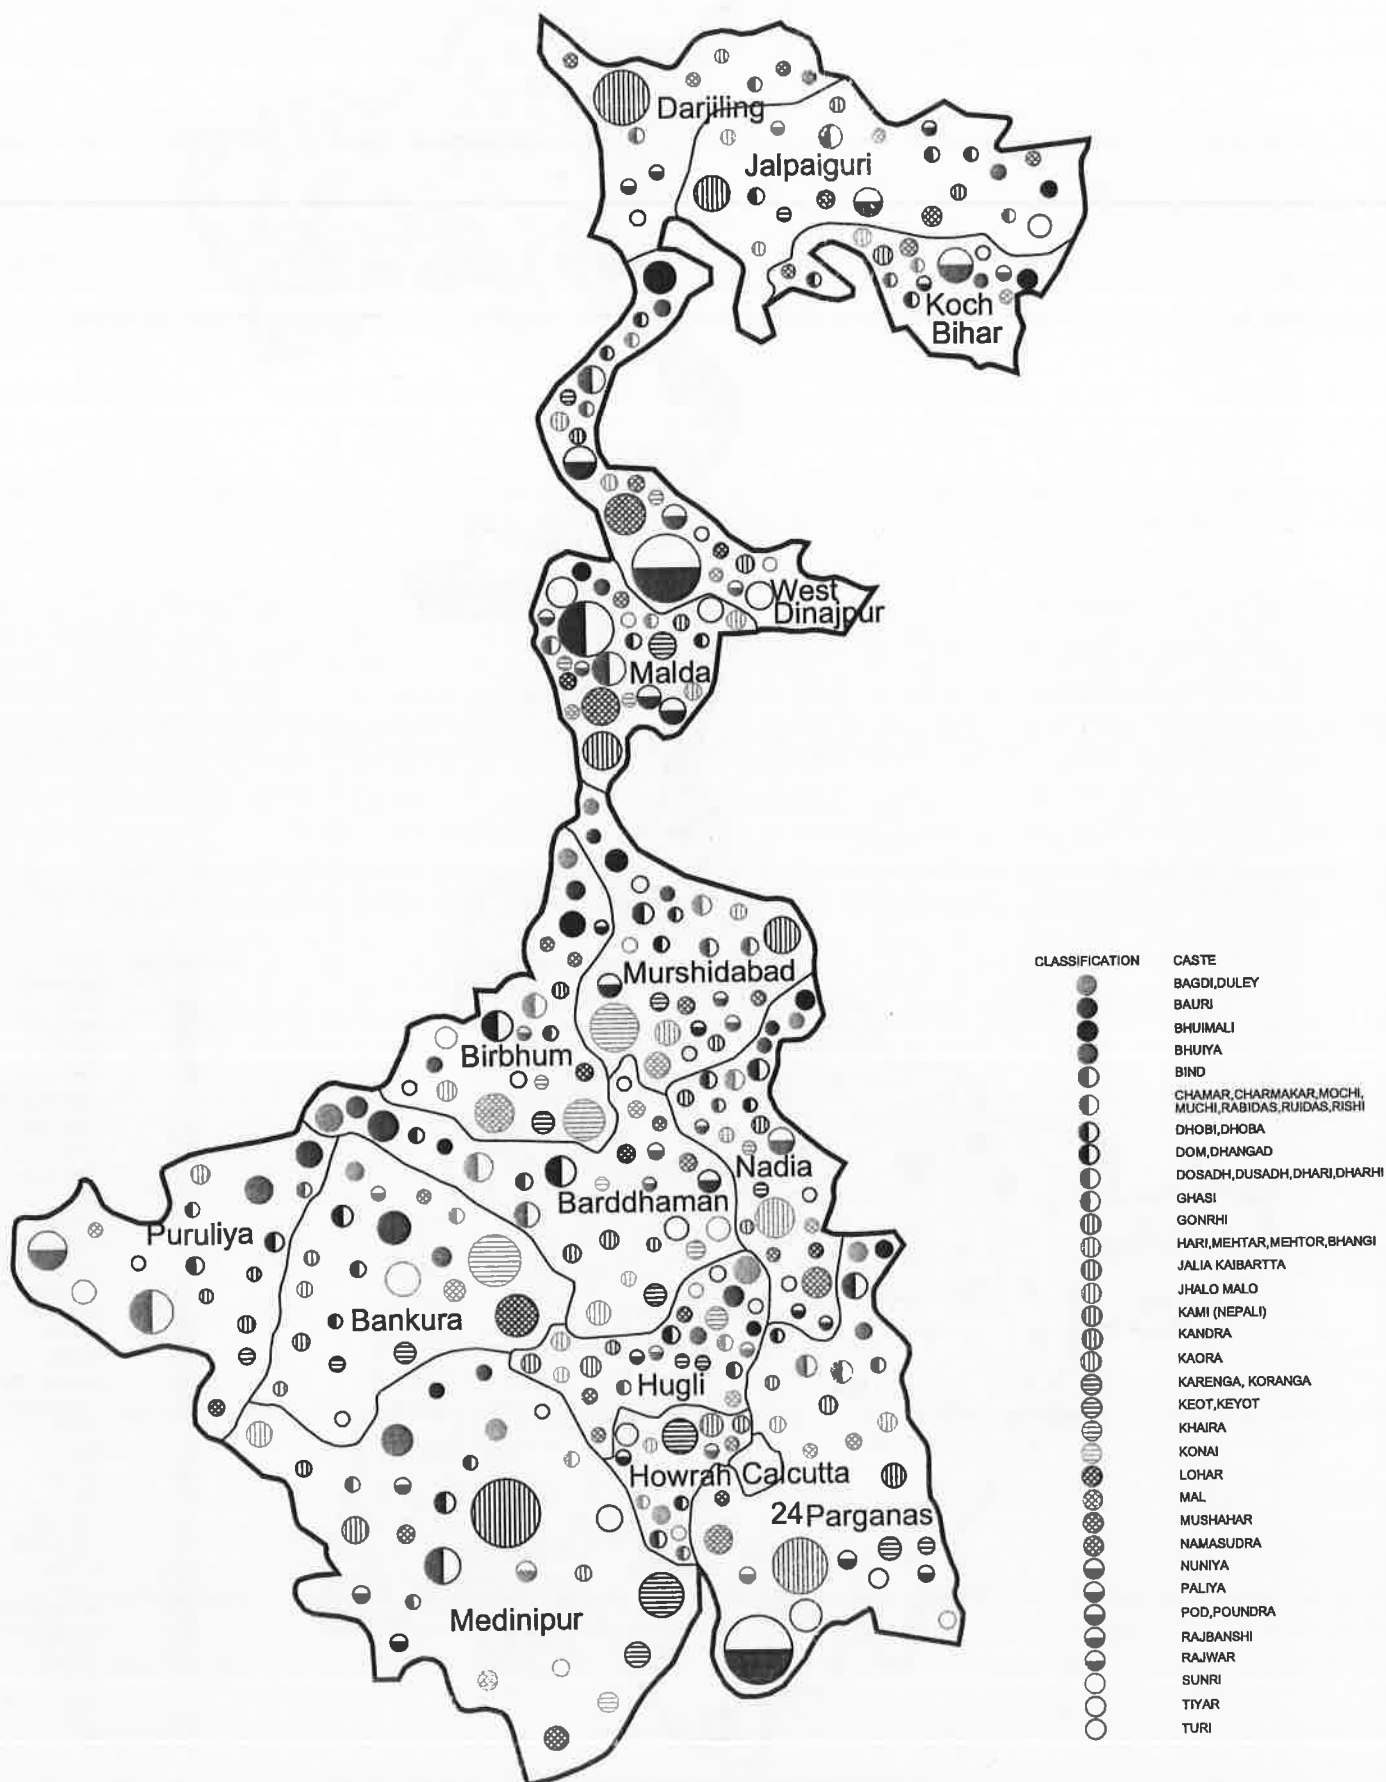 Darjiling
Jalpaiguri
Koch
Bihar
West
Dinajpur
Malda
Murshidabad
Birbhum
Nadia
Barddhaman
Puruliya
Bankura
Hugli
Howrah
Calcutta
24 Parganas
Medinipur
CLASSIFICATION CASTE
BAGDI,DULEY
BAURI
BHUIMALI
BHUIYA
BIND
CHAMAR,CHARMAKAR,MOCHI,
MUCHI,RABIDAS,RUIDAS,RISHI
DHOBI,DHOBA
DOM,DHANGAD
DOSADH,DUSADH,DHARI,DHARHI
GHASI
GONRHI
HARI,MEHTAR,MEHTOR,BHANGI
JALIA KAIBARTTA
JHALO MALO
KAMI (NEPALI)
KANDRA
KAORA
KARENGA, KORANGA
KEOT,KEYOT
KHAIRA
KONAI
LOHAR
MAL
MUSHAHAR
NAMASUDRA
NUNIYA
PALIYA
POD,POUNDRA
RAJBANSHI
RAJWAR
SUNRI
TIYAR
TURI